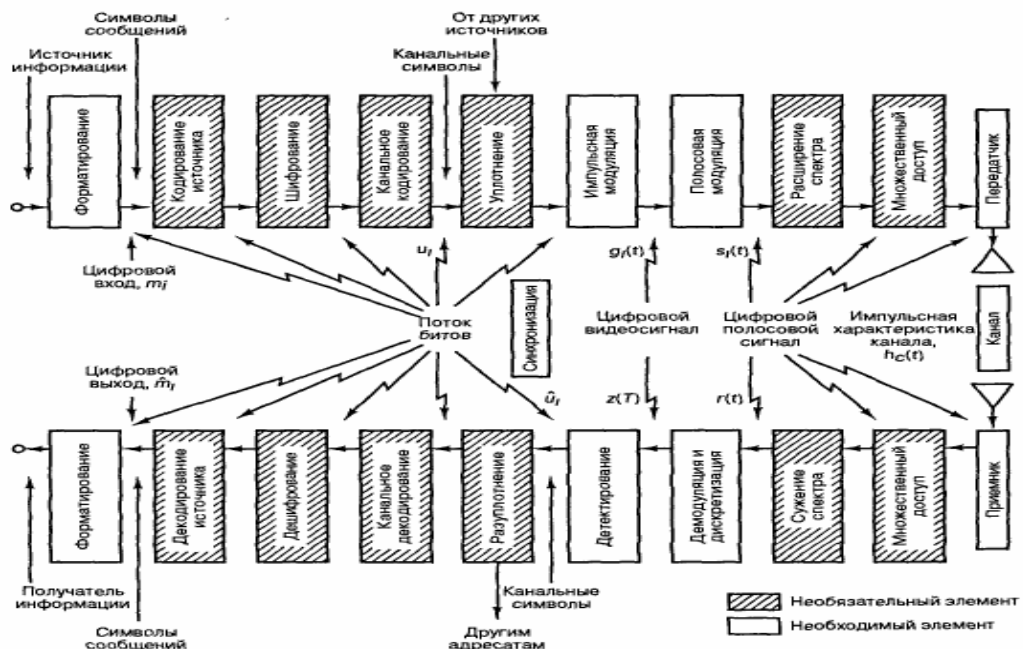 Символы
сообщений
От других
источников
Источник
информации
Канальные
символы
Форматирование
Кодирование
источника
Шифрование
Канальное
кодирование
Уплотнение
Импульсная
модуляция
Полосовая
модуляция
Расширение
спектра
Множественный
доступ
Передатчик
Цифровой
вход, mi
ui
gi(t)
si(t)
Поток
битов
Синхронизация
Цифровой
видеосигнал
Цифровой
полосовой
сигнал
Импульсная
характеристика
канала,
hc(t)
Канал
Цифровой
выход, m̂i
ûi
z(T)
r(t)
Форматирование
Декодирование
источника
Дешифрование
Канальное
декодирование
Разуплотнение
Детектирование
Демодуляция и
дискретизация
Сужение
спектра
Множественный
доступ
Приемник
Получатель
информации
Символы
сообщений
Канальные
символы
Другим
адресатам
Необязательный элемент
Необходимый элемент